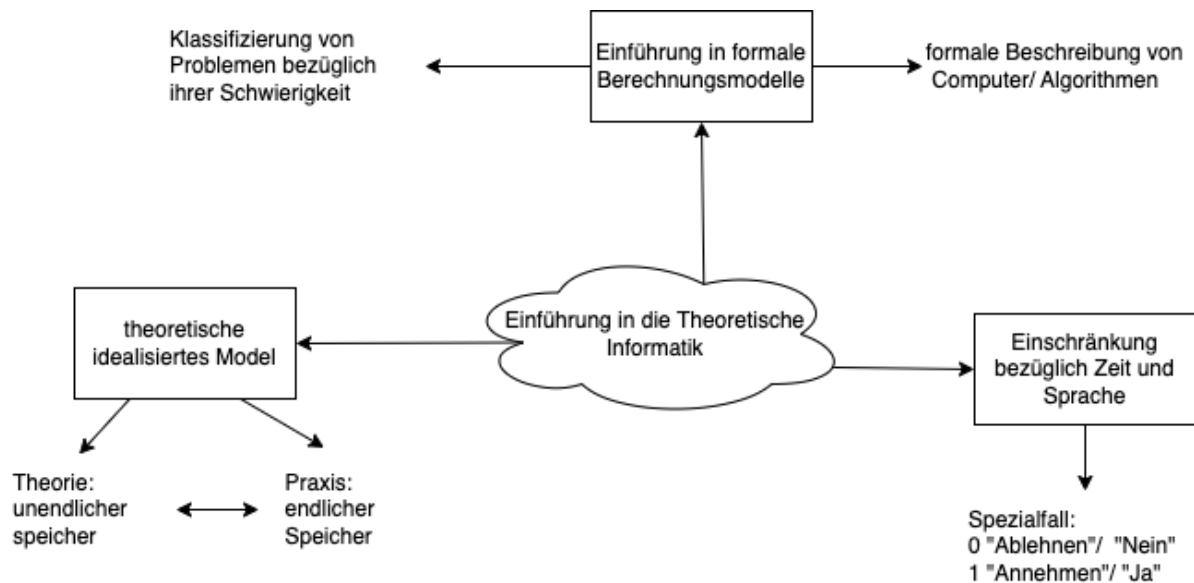 Klassifizierung von
Problemen bezüglich
ihrer Schwierigkeit
Einführung in formale
Berechnungsmodelle
formale Beschreibung von
Computer/ Algorithmen
theoretische
idealisiertes Model
Einführung in die Theoretische
Informatik
Einschränkung
bezüglich Zeit und
Sprache
Theorie:
unendlicher
speicher
Praxis:
endlicher
Speicher
Spezialfall:
0 "Ablehnen"/ "Nein"
1 "Annehmen"/ "Ja"